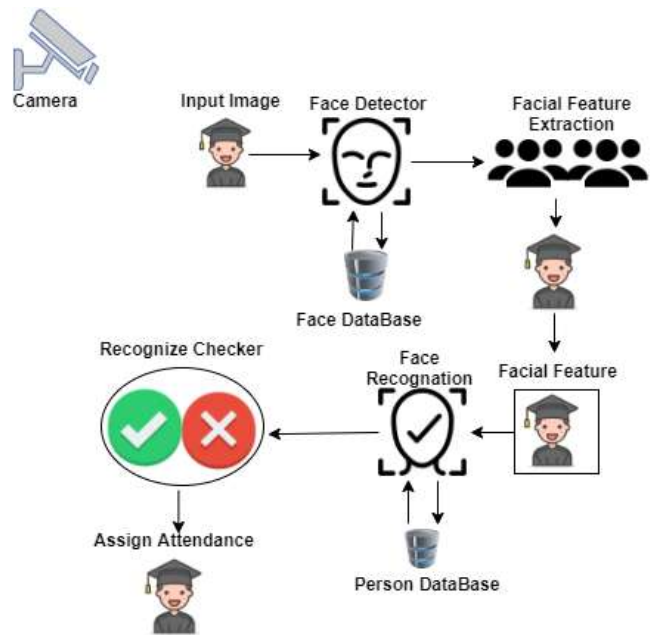 Camera
Input Image
Face Detector
Facial Feature
Extraction
Face DataBase
Recognize Checker
Face
Recognation
Facial Feature
Assign Attendance
Person DataBase